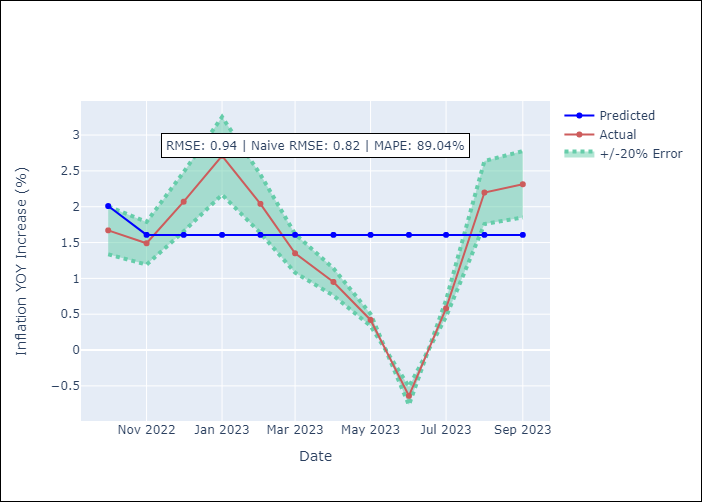 RMSE: 0.94 | Naive RMSE: 0.82 | MAPE: 89.04%
Predicted
Actual
+/-20% Error
Inflation YOY Increase (%)
3
2.5
2
1.5
1
0.5
0
−0.5
Nov 2022
Jan 2023
Mar 2023
May 2023
Jul 2023
Sep 2023
Date